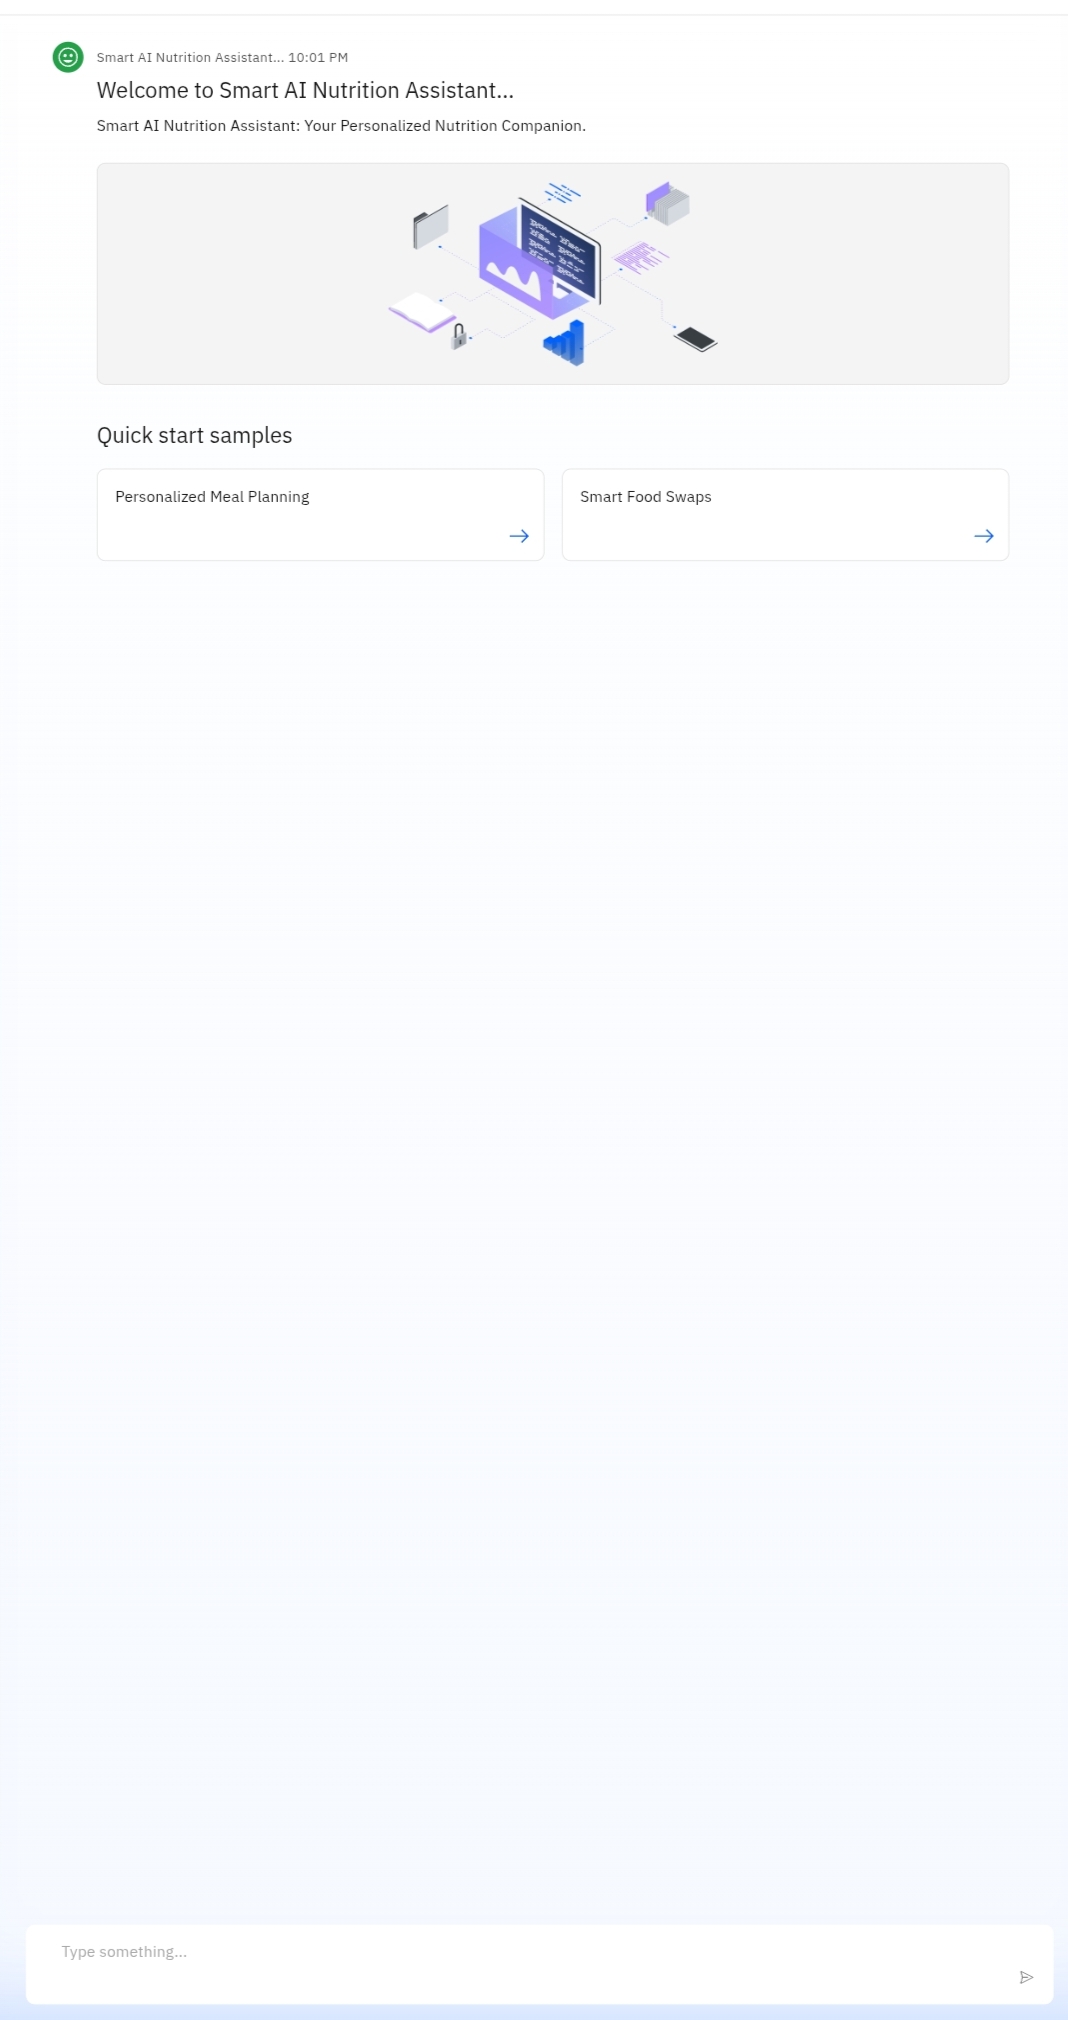 Smart AI Nutrition Assistant... 10:01 PM
Welcome to Smart AI Nutrition Assistant...
Smart AI Nutrition Assistant: Your Personalized Nutrition Companion.
Quick start samples
Personalized Meal Planning
Smart Food Swaps
Type something...